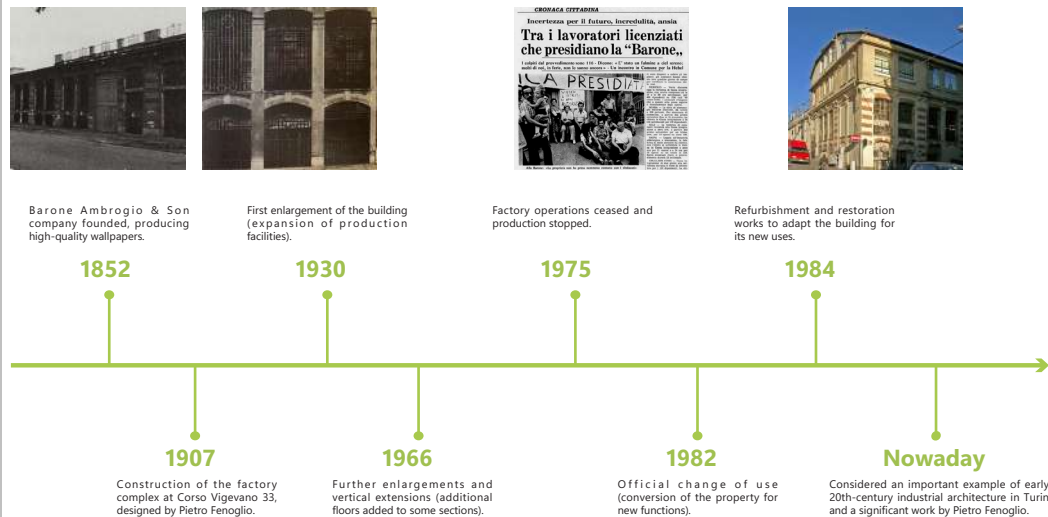 CRONACA CITTADINA
Incertezza per il futuro, incredulità, ansia
Tra i lavoratori licenziati
che presidiano la "Barone„
ICA PRESIDIAT
Barone Ambrogio & Son
company founded, producing
high-quality wallpapers.
1852
First enlargement of the building
(expansion of production
facilities).
1930
Factory operations ceased and
production stopped.
1975
Refurbishment and restoration
works to adapt the building for
its new uses.
1984
1907
Construction of the factory
complex at Corso Vigevano 33,
designed by Pietro Fenoglio.
1966
Further enlargements and
vertical extensions (additional
floors added to some sections).
1982
Official change of use
(conversion of the property for
new functions).
Nowaday
Considered an important example of early
20th-century industrial architecture in Turin
and a significant work by Pietro Fenoglio.